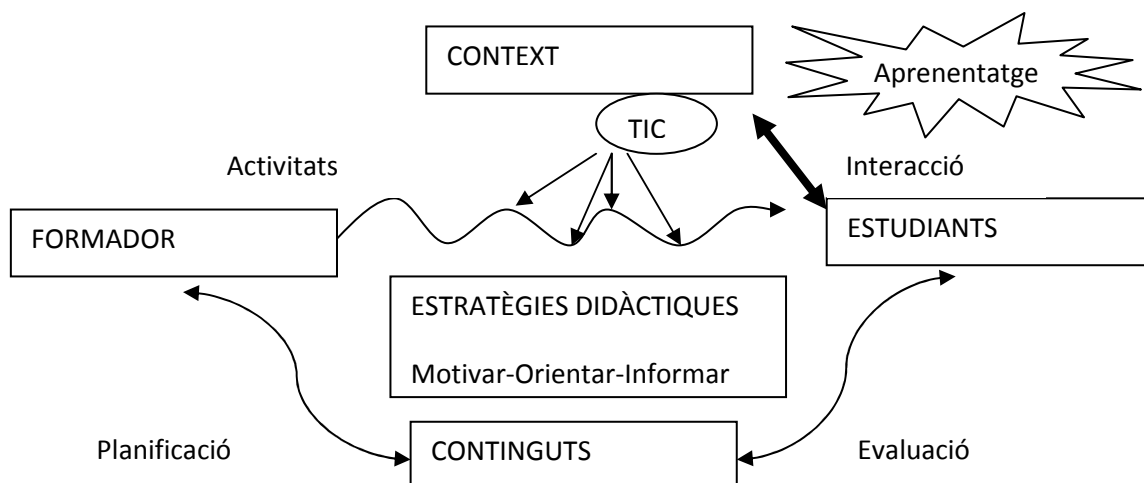 CONTEXT
Aprenentatge
TIC
Activitats
Interacció
FORMADOR
ESTUDIANTS
ESTRATÈGIES DIDÀCTIQUES
Motivar-Orientar-Informar
Planificació
CONTINGUTS
Evaluació